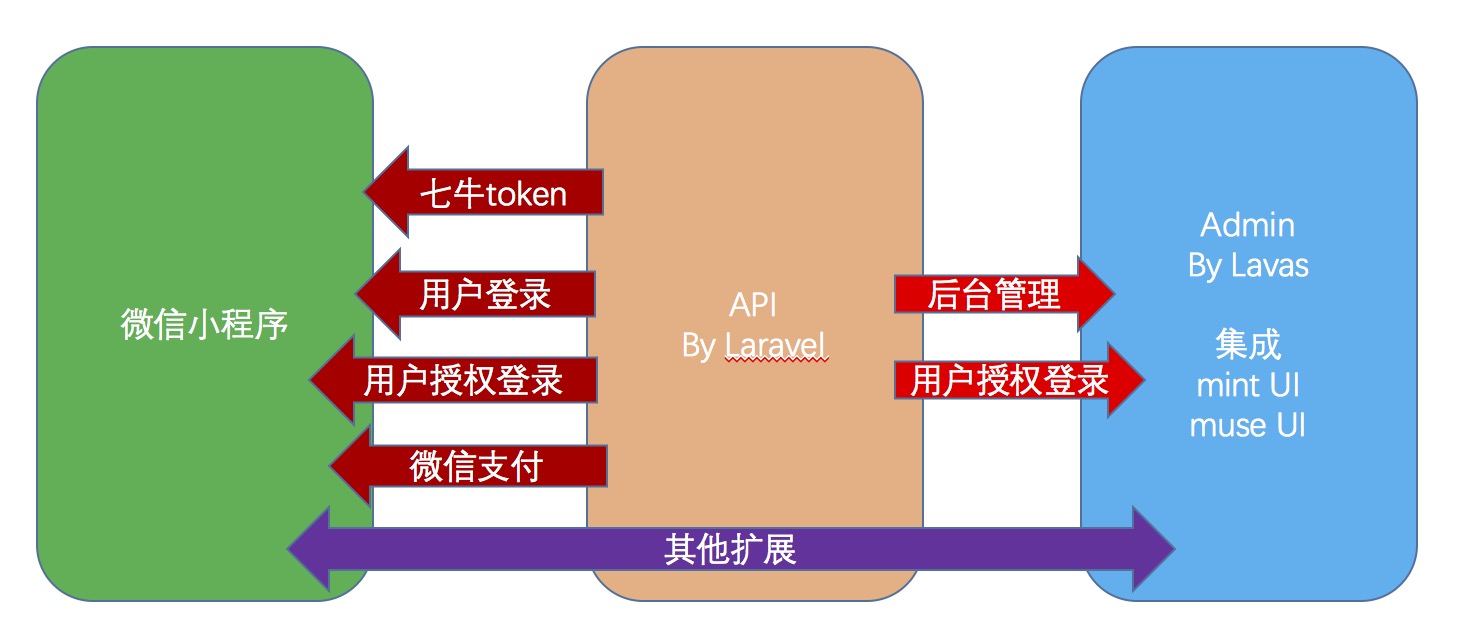 微信小程序
七牛token
用户登录
用户授权登录
微信支付
API
By Laravel
后台管理
用户授权登录
Admin
By Lavas
集成
mint UI
muse UI
其他扩展